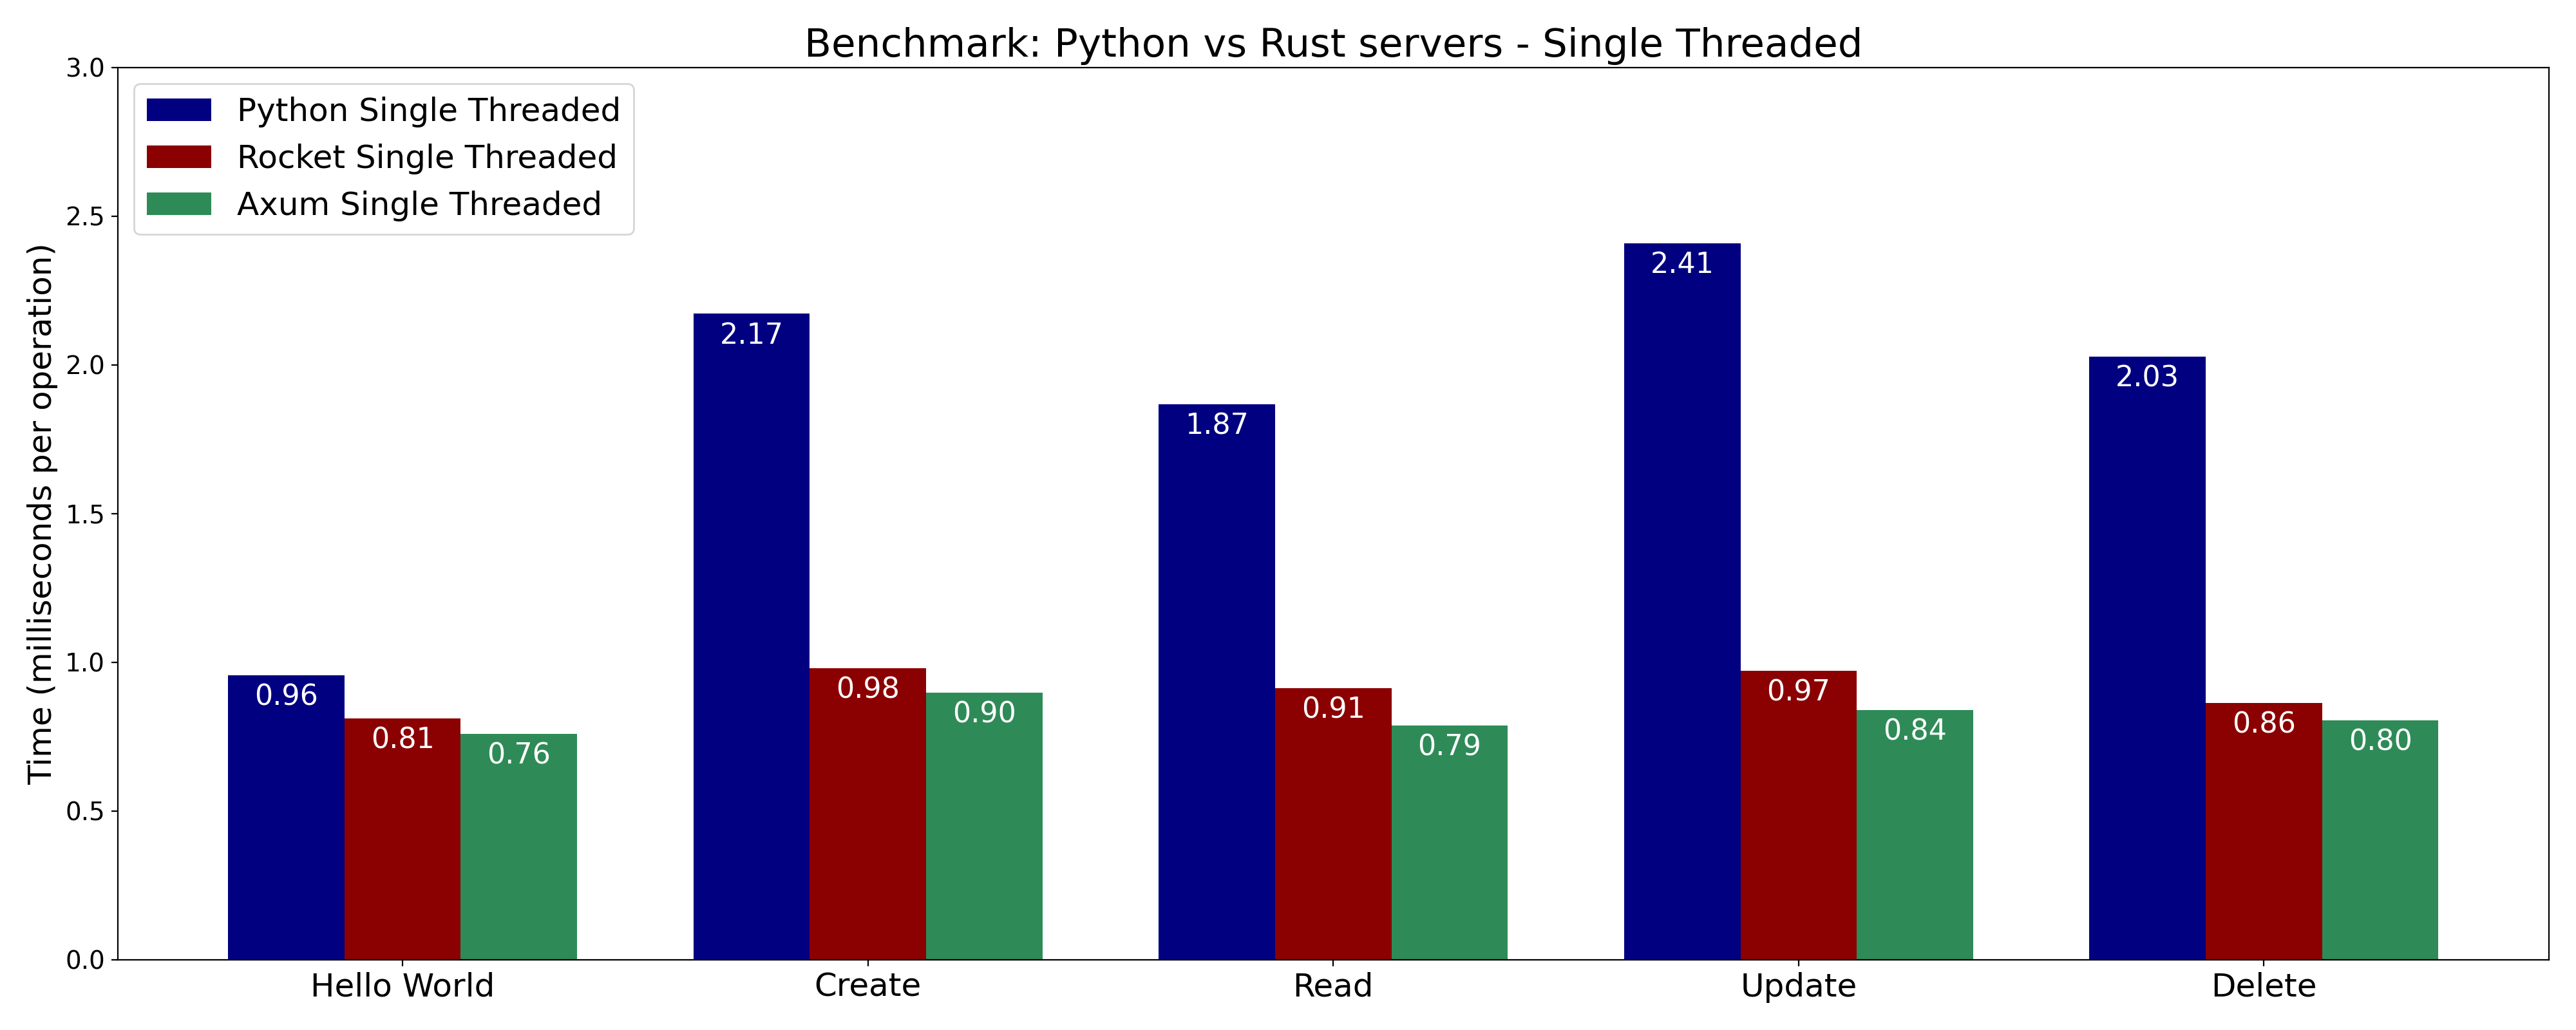 Benchmark: Python vs Rust servers - Single Threaded
Time (milliseconds per operation)
3.0
2.5
2.0
1.5
1.0
0.5
0.0
Python Single Threaded
Rocket Single Threaded
Axum Single Threaded
0.96
0.81
0.76
2.17
0.98
0.90
1.87
0.91
0.79
2.41
0.97
0.84
2.03
0.86
0.80
Hello World
Create
Read
Update
Delete